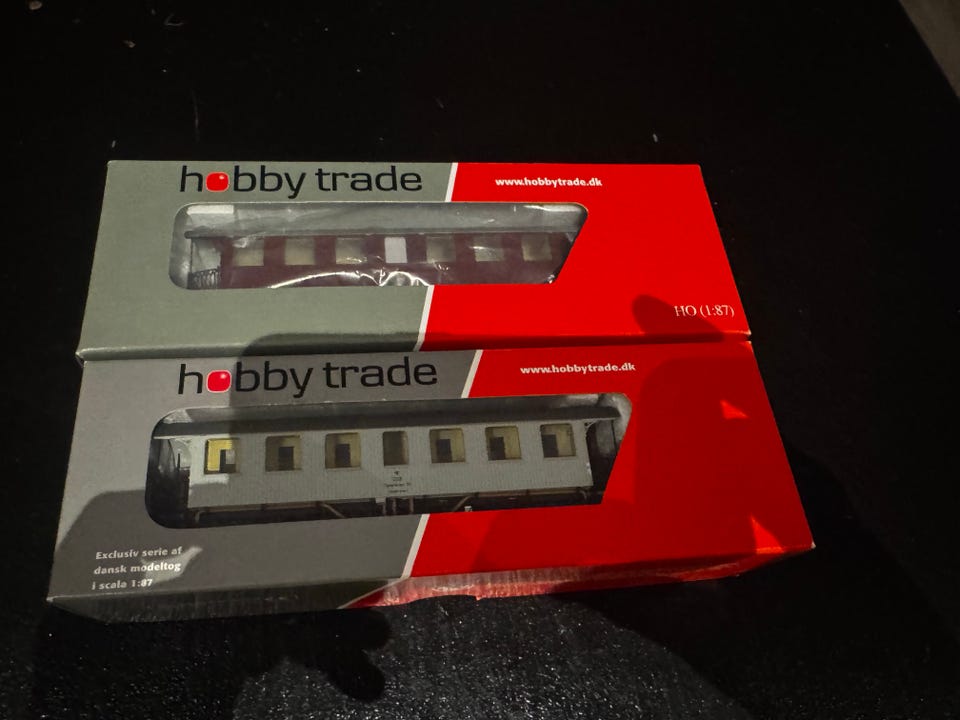 hobby trade
www.hobbytrade.dk
HO (1:87)
hobby trade
www.hobbytrade.dk
Exclusiv serie af
dansk modeltog
i scala 1:87